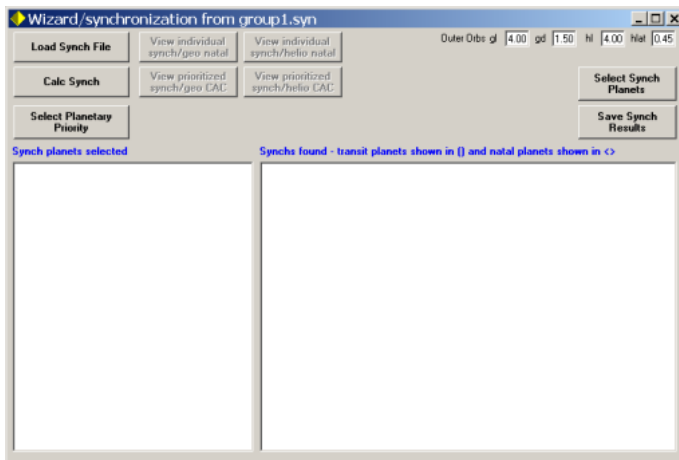 Wizard/synchronization from group1.syn
Load Synch File
View individual
synch/geo natal
View individual
synch/helio natal
Outer Orbs gl 4.00 gd 1.50 hl 4.00 hlat 0.45
Calc Synch
View prioritized
synch/geo CAC
View prioritized
synch/helio CAC
Select Synch
Planets
Select Planetary
Priority
Save Synch
Results
Synch planets selected
Synchs found - transit planets shown in () and natal planets shown in <>